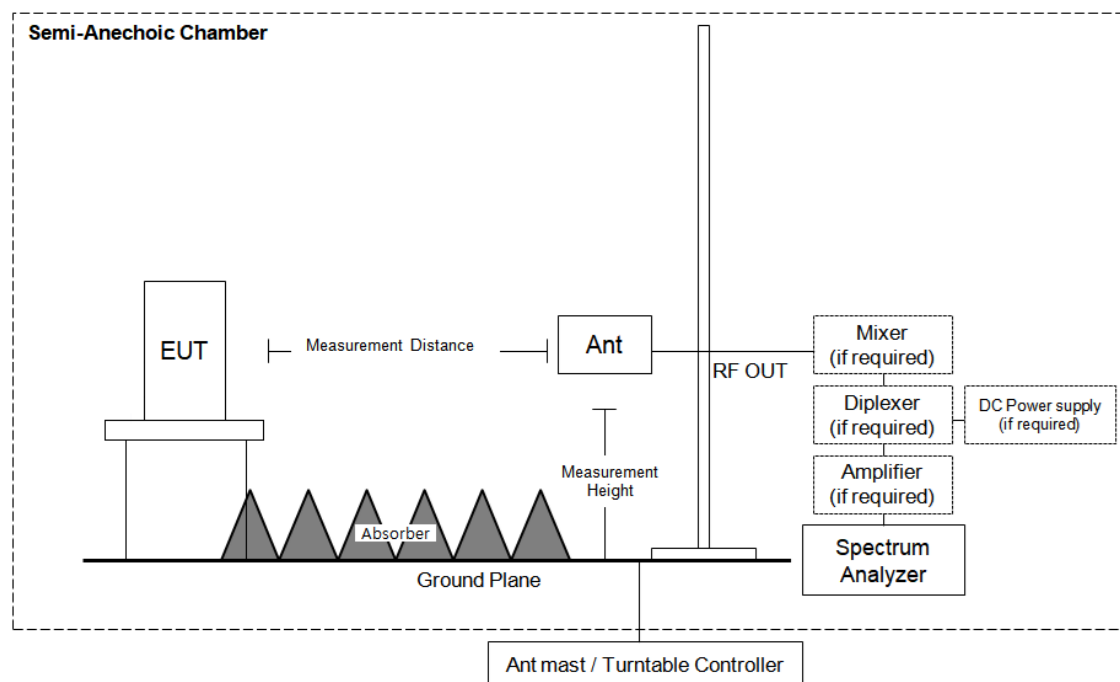 Semi-Anechoic Chamber
EUT
Measurement Distance
Ant
RF OUT
Mixer
(if required)
Diplexer
(if required)
DC Power supply
(if required)
Measurement
Height
Amplifier
(if required)
Absorber
Spectrum
Analyzer
Ground Plane
Ant mast / Turntable Controller